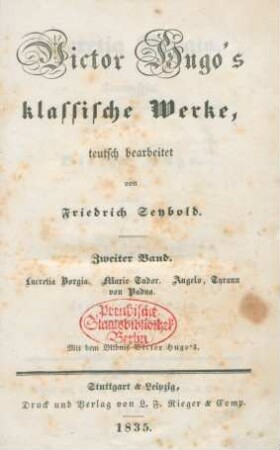 Victor Hugo's
klassische Werke,
teutsch bearbeitet
von
Friedrich Seybold.
Zweiter Band.
Lucretia Borgia. Marie Tudor. Angelo, Tyrann
von Padua.
Preußische
Staatsbibliothek
Berlin
Mit dem Bildniß Victor Hugo's.
Stuttgart & Leipzig,
Druck und Verlag von L. F. Rieger & Comp.
1835.